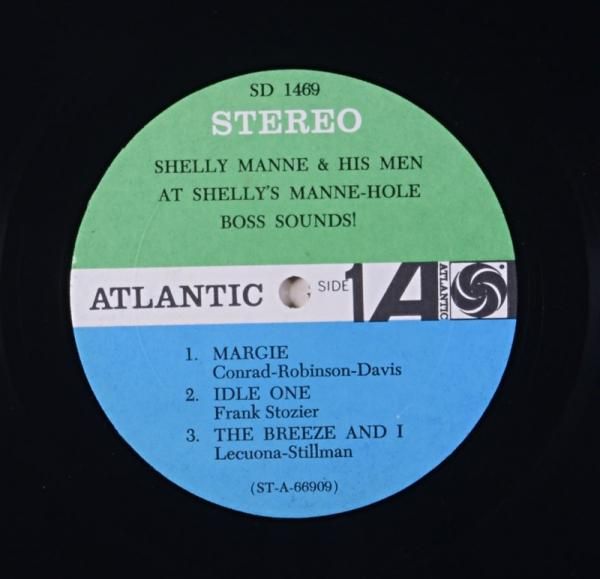 SD 1469
STEREO
SHELLY MANNE & HIS MEN
AT SHELLY'S MANNE-HOLE
BOSS SOUNDS!
ATLANTIC SIDE 1 A ATLANTIC
1. MARGIE
Conrad-Robinson-Davis
2. IDLE ONE
Frank Stozier
3. THE BREEZE AND I
Lecuona-Stillman
(ST-A-66909)